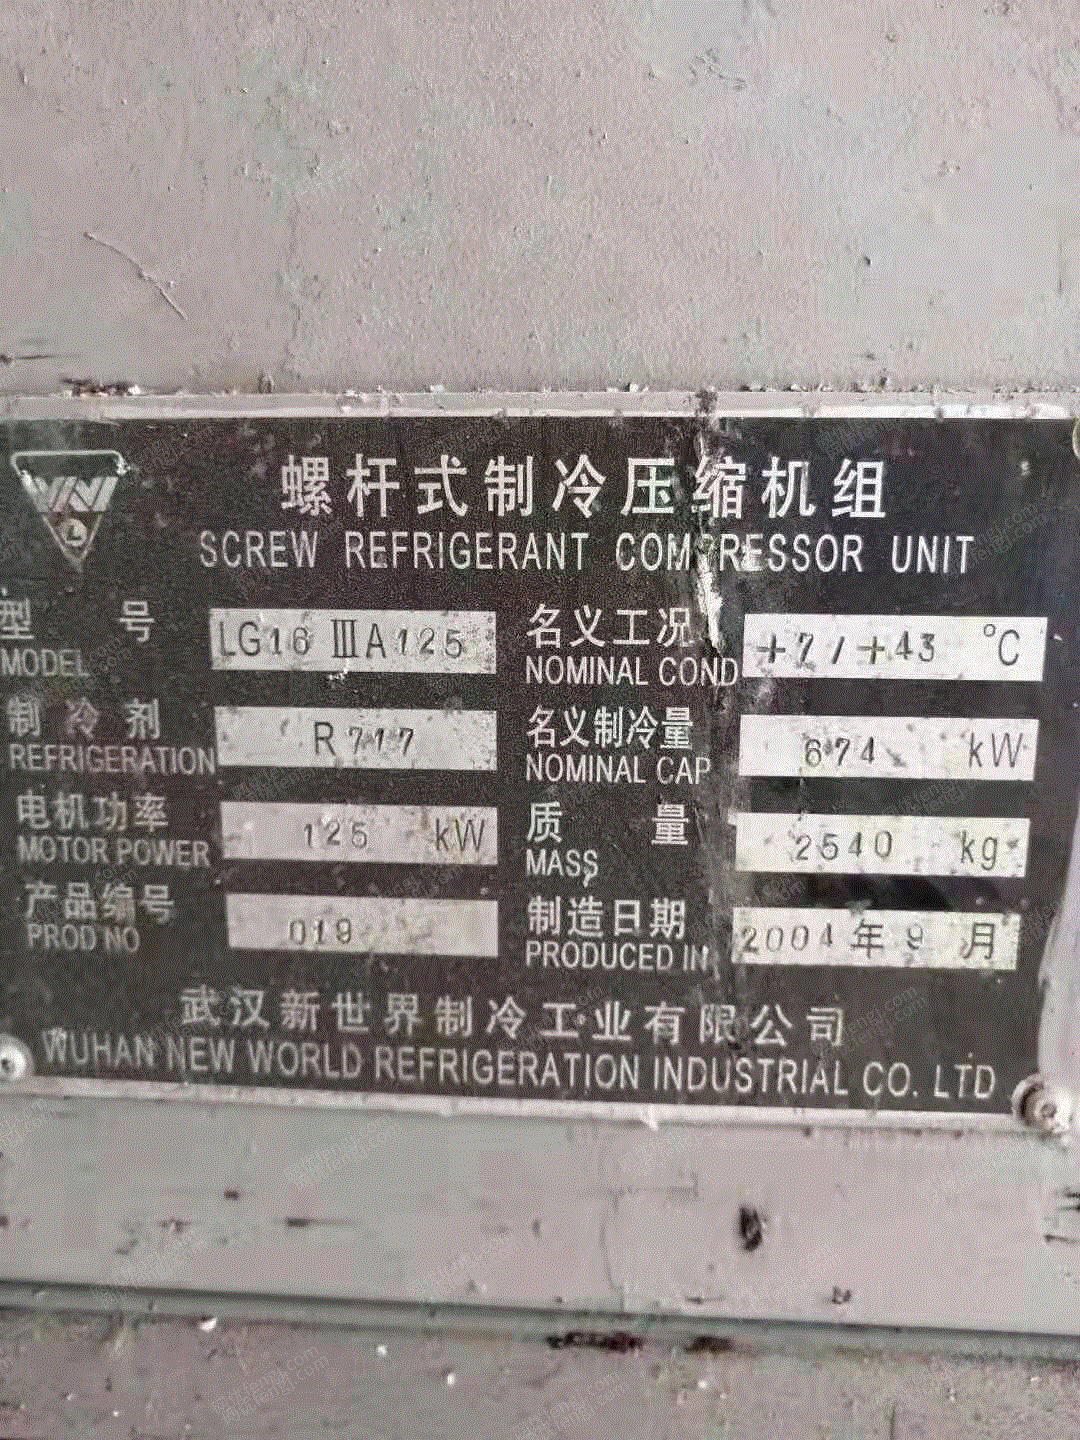 螺杆式制冷压缩机组
SCREW REFRIGERANT COMPRESSOR UNIT
型号 LG16 ⅢA125 名义工况 +7/+43 °C
MODEL NOMINAL COND
制冷剂 R717 名义制冷量 674 kW
REFRIGERATION NOMINAL CAP
电机功率 125 kW 质量 2540 kg
MOTOR POWER MASS
产品编号 019 制造日期 2004年9月
PROD NO PRODUCED IN
武汉新世界制冷工业有限公司
WUHAN NEW WORLD REFRIGERATION INDUSTRIAL CO. LTD